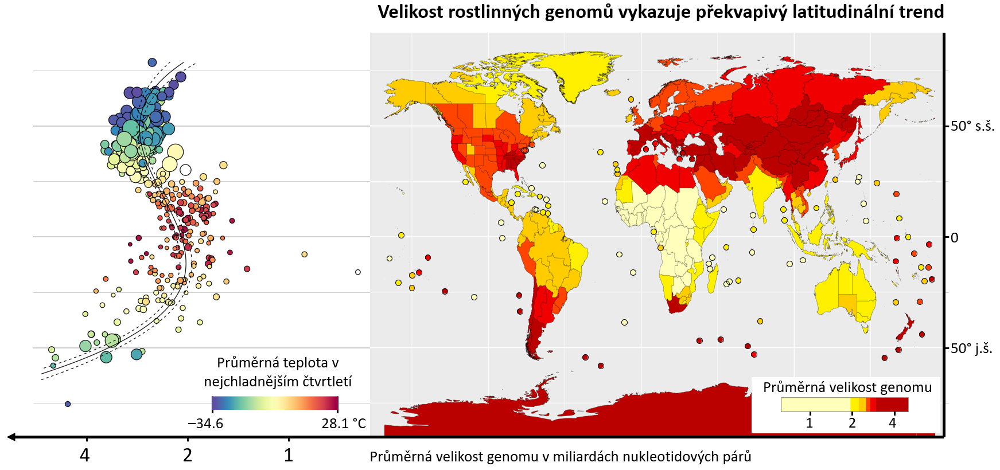 Velikost rostlinných genomů vykazuje překvapivý latitudinální trend
50° s.š.
0
50° j.š.
Průměrná teplota v
nejchladnějším čtvrtletí
−34.6
28.1 °C
Průměrná velikost genomu
1
2
4
4
2
1
Průměrná velikost genomu v miliardách nukleotidových párů